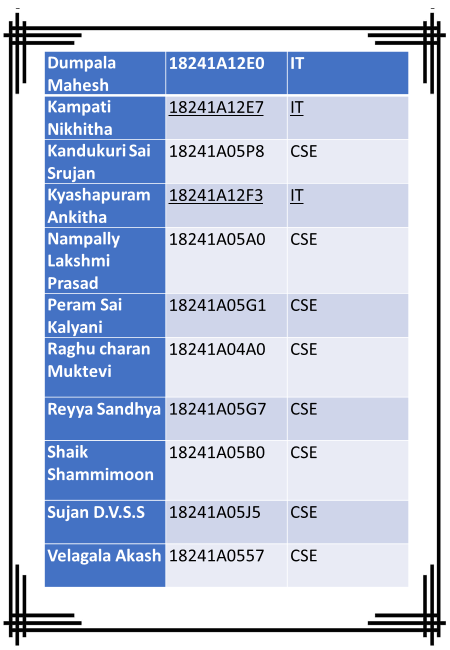 Dumpala 18241A12E0 IT
Mahesh
Kampati 18241A12E7 IT
Nikhitha
Kandukuri Sai 18241A05P8 CSE
Srujan
Kyashapuram 18241A12F3 IT
Ankitha
Nampally 18241A05A0 CSE
Lakshmi
Prasad
Peram Sai 18241A05G1 CSE
Kalyani
Raghu charan 18241A04A0 CSE
Muktevi
Reyya Sandhya 18241A05G7 CSE
Shaik 18241A05B0 CSE
Shammimoon
Sujan D.V.S.S 18241A05J5 CSE
Velagala Akash 18241A0557 CSE